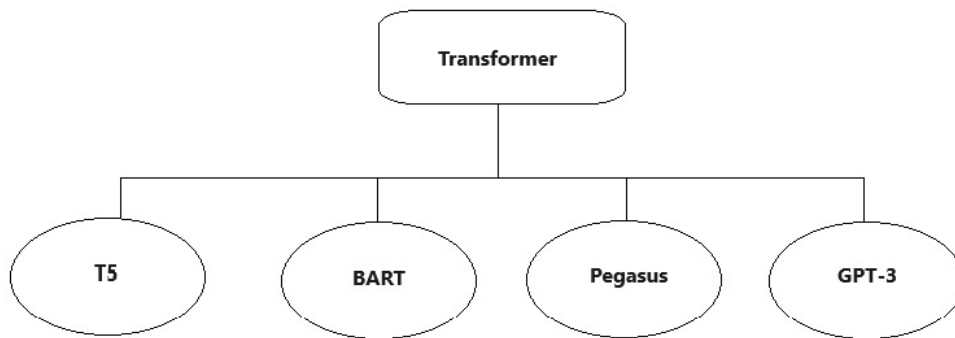 Transformer
T5
BART
Pegasus
GPT-3